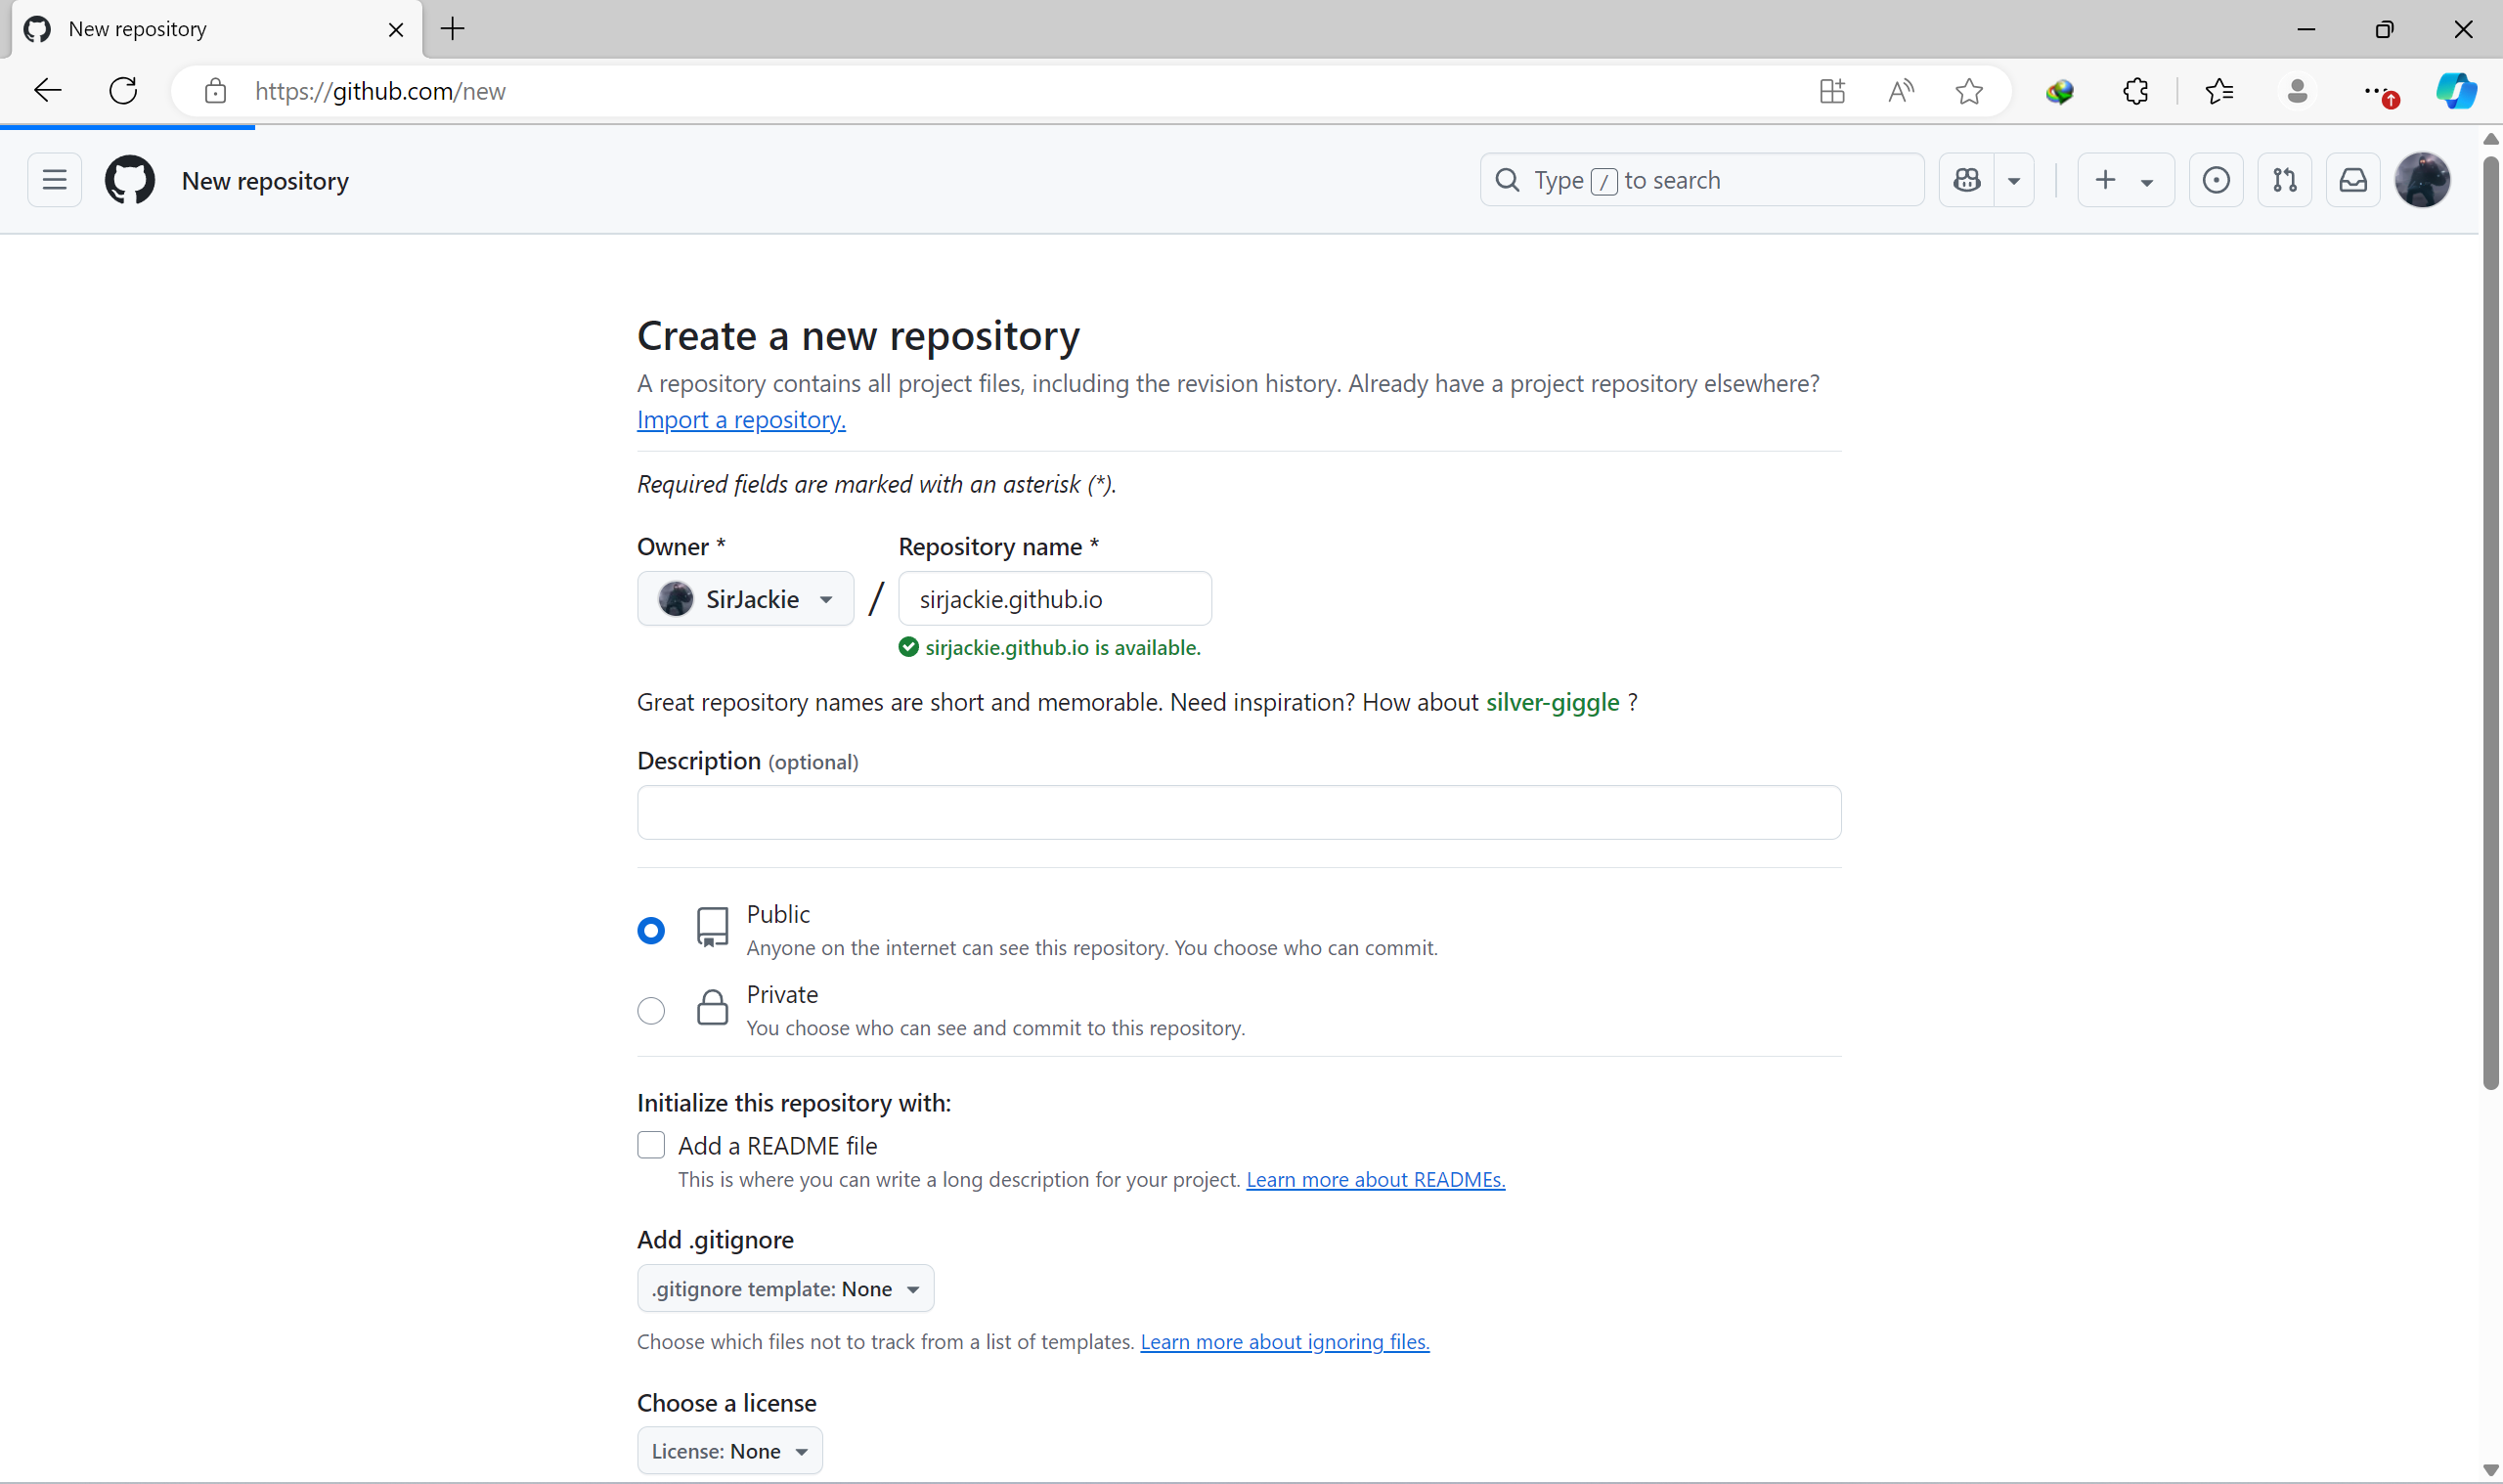 New repository
https://github.com/new
New repository
Type / to search
Create a new repository
A repository contains all project files, including the revision history. Already have a project repository elsewhere?
Import a repository.
Required fields are marked with an asterisk (*).
Owner *
Repository name *
SirJackie / sirjackie.github.io
sirjackie.github.io is available.
Great repository names are short and memorable. Need inspiration? How about silver-giggle ?
Description (optional)
Public
Anyone on the internet can see this repository. You choose who can commit.
Private
You choose who can see and commit to this repository.
Initialize this repository with:
Add a README file
This is where you can write a long description for your project. Learn more about READMEs.
Add .gitignore
.gitignore template: None
Choose which files not to track from a list of templates. Learn more about ignoring files.
Choose a license
License: None